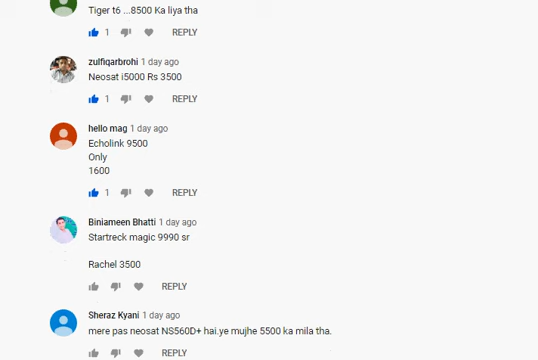 Tiger t6 ...8500 Ka liya tha
1 REPLY
zulfiqarbrohi 1 day ago
Neosat i5000 Rs 3500
1 REPLY
hello mag 1 day ago
Echolink 9500
Only
1600
1 REPLY
Biniameen Bhatti 1 day ago
Startreck magic 9990 sr
Rachel 3500
REPLY
Sheraz Kyani 1 day ago
mere pas neosat NS560D+ hai.ye mujhe 5500 ka mila tha.
REPLY